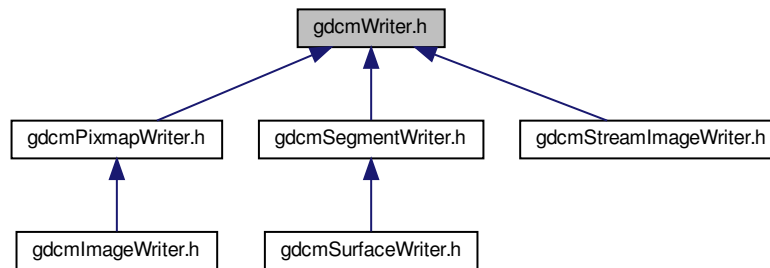 gdcmWriter.h
gdcmPixmapWriter.h
gdcmSegmentWriter.h
gdcmStreamImageWriter.h
gdcmImageWriter.h
gdcmSurfaceWriter.h